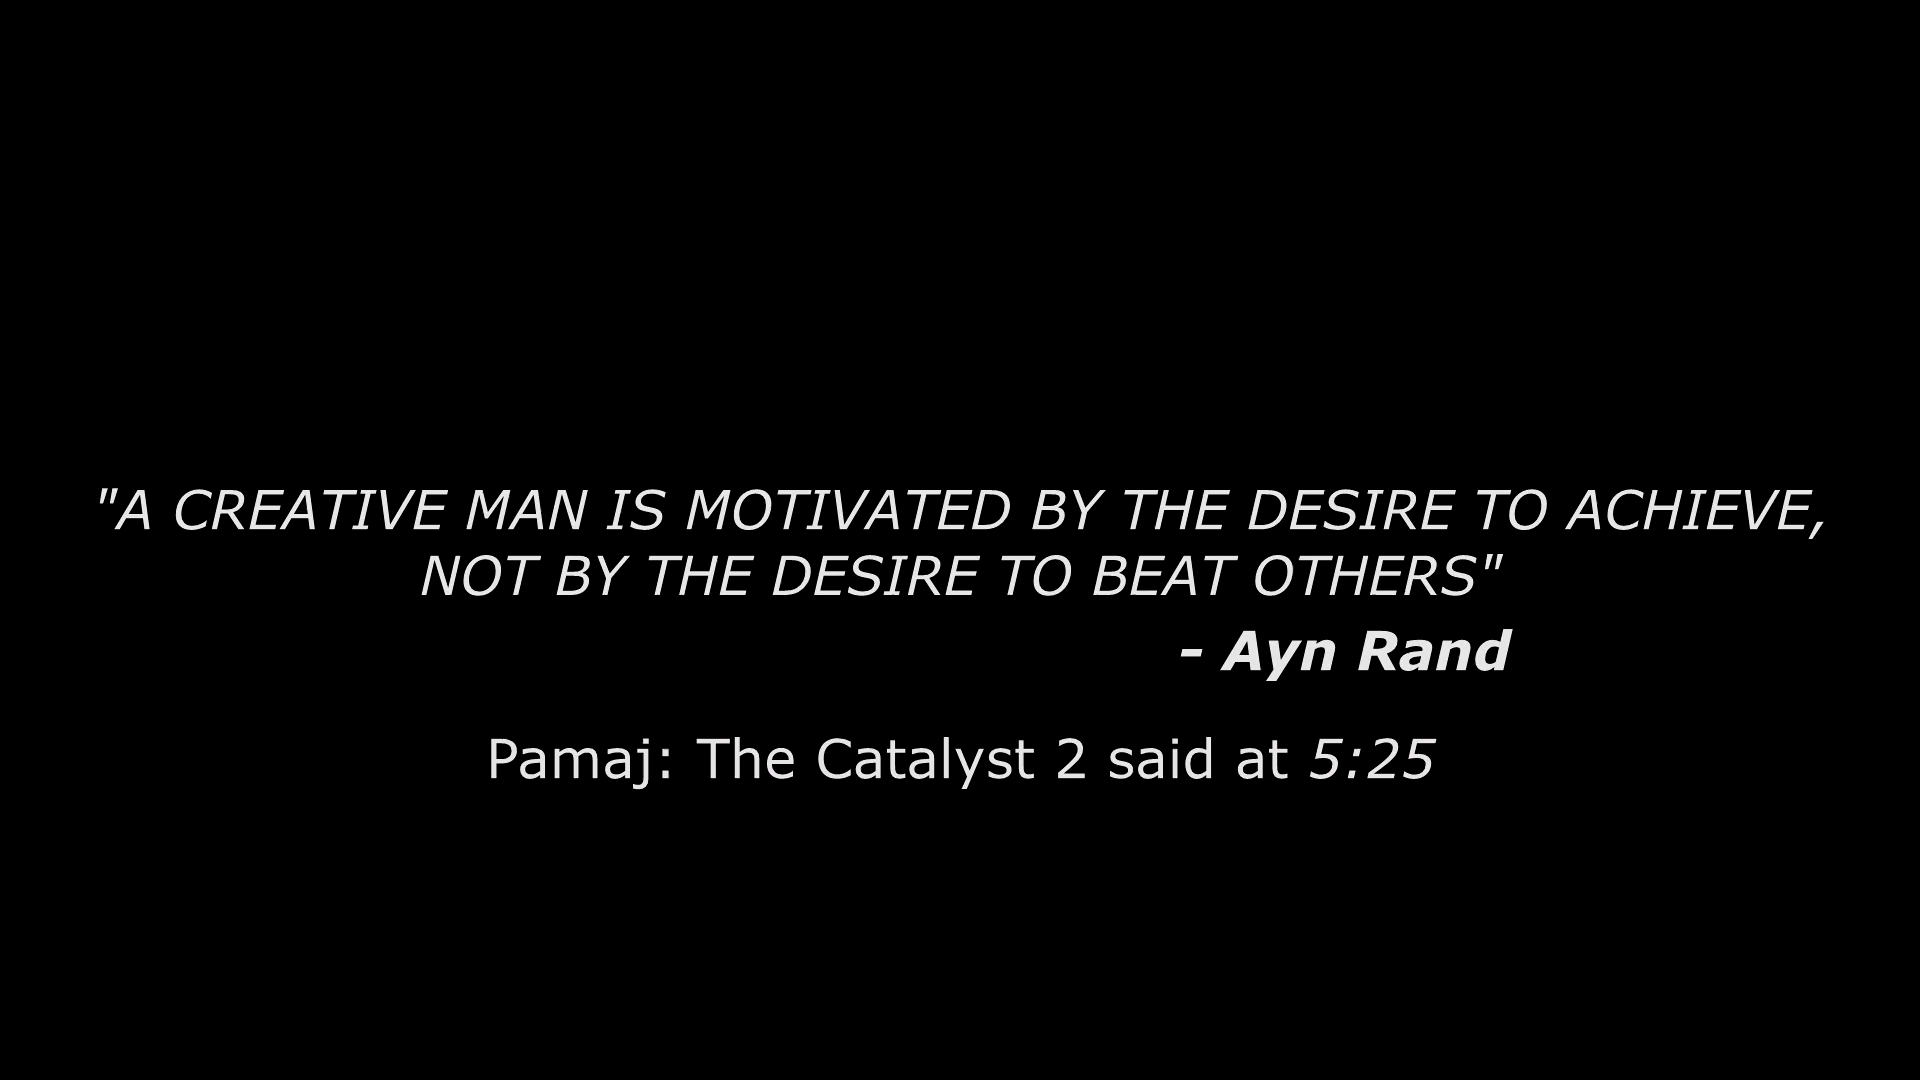 "A CREATIVE MAN IS MOTIVATED BY THE DESIRE TO ACHIEVE,
NOT BY THE DESIRE TO BEAT OTHERS"
- Ayn Rand
Pamaj: The Catalyst 2 said at 5:25